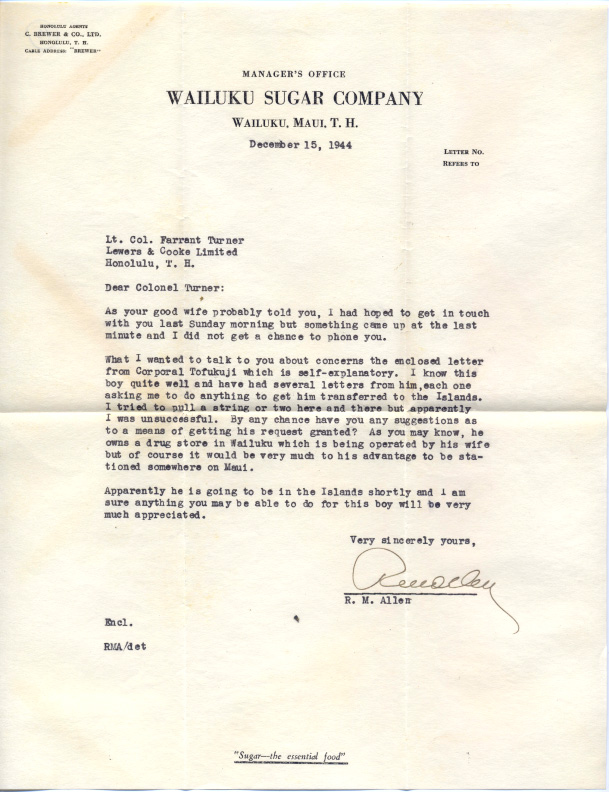 HONOLULU AGENTS
C. BREWER & CO., LTD.
HONOLULU, T. H.
CABLE ADDRESS "BREWER"
MANAGER'S OFFICE
WAILUKU SUGAR COMPANY
WAILUKU, MAUI, T. H.
December 15, 1944
LETTER NO.
REFERS TO
Lt. Col. Farrant Turner
Lewers & Cooke Limited
Honolulu, T. H.
Dear Colonel Turner:
As your good wife probably told you, I had hoped to get in touch
with you last Sunday morning but something came up at the last
minute and I did not get a chance to phone you.
What I wanted to talk to you about concerns the enclosed letter
from Corporal Tofukuji which is self-explanatory. I know this
boy quite well and have had several letters from him,each one
asking me to do anything to get him transferred to the Islands.
I tried to pull a string or two here and there but apparently
I was unsuccessful. By any chance have you any suggestions as
to a means of getting his request granted? As you may know, he
owns a drug store in Wailuku which is being operated by his wife
but of course it would be very much to his advantage to be sta-
tioned somewhere on Maui.
Apparently he is going to be in the Islands shortly and I am
sure anything you may be able to do for this boy will be very
much appreciated.
Very sincerely yours,
RMAllen
R. M. Allen
Encl.
RMA/det
"Sugar—the essential food"